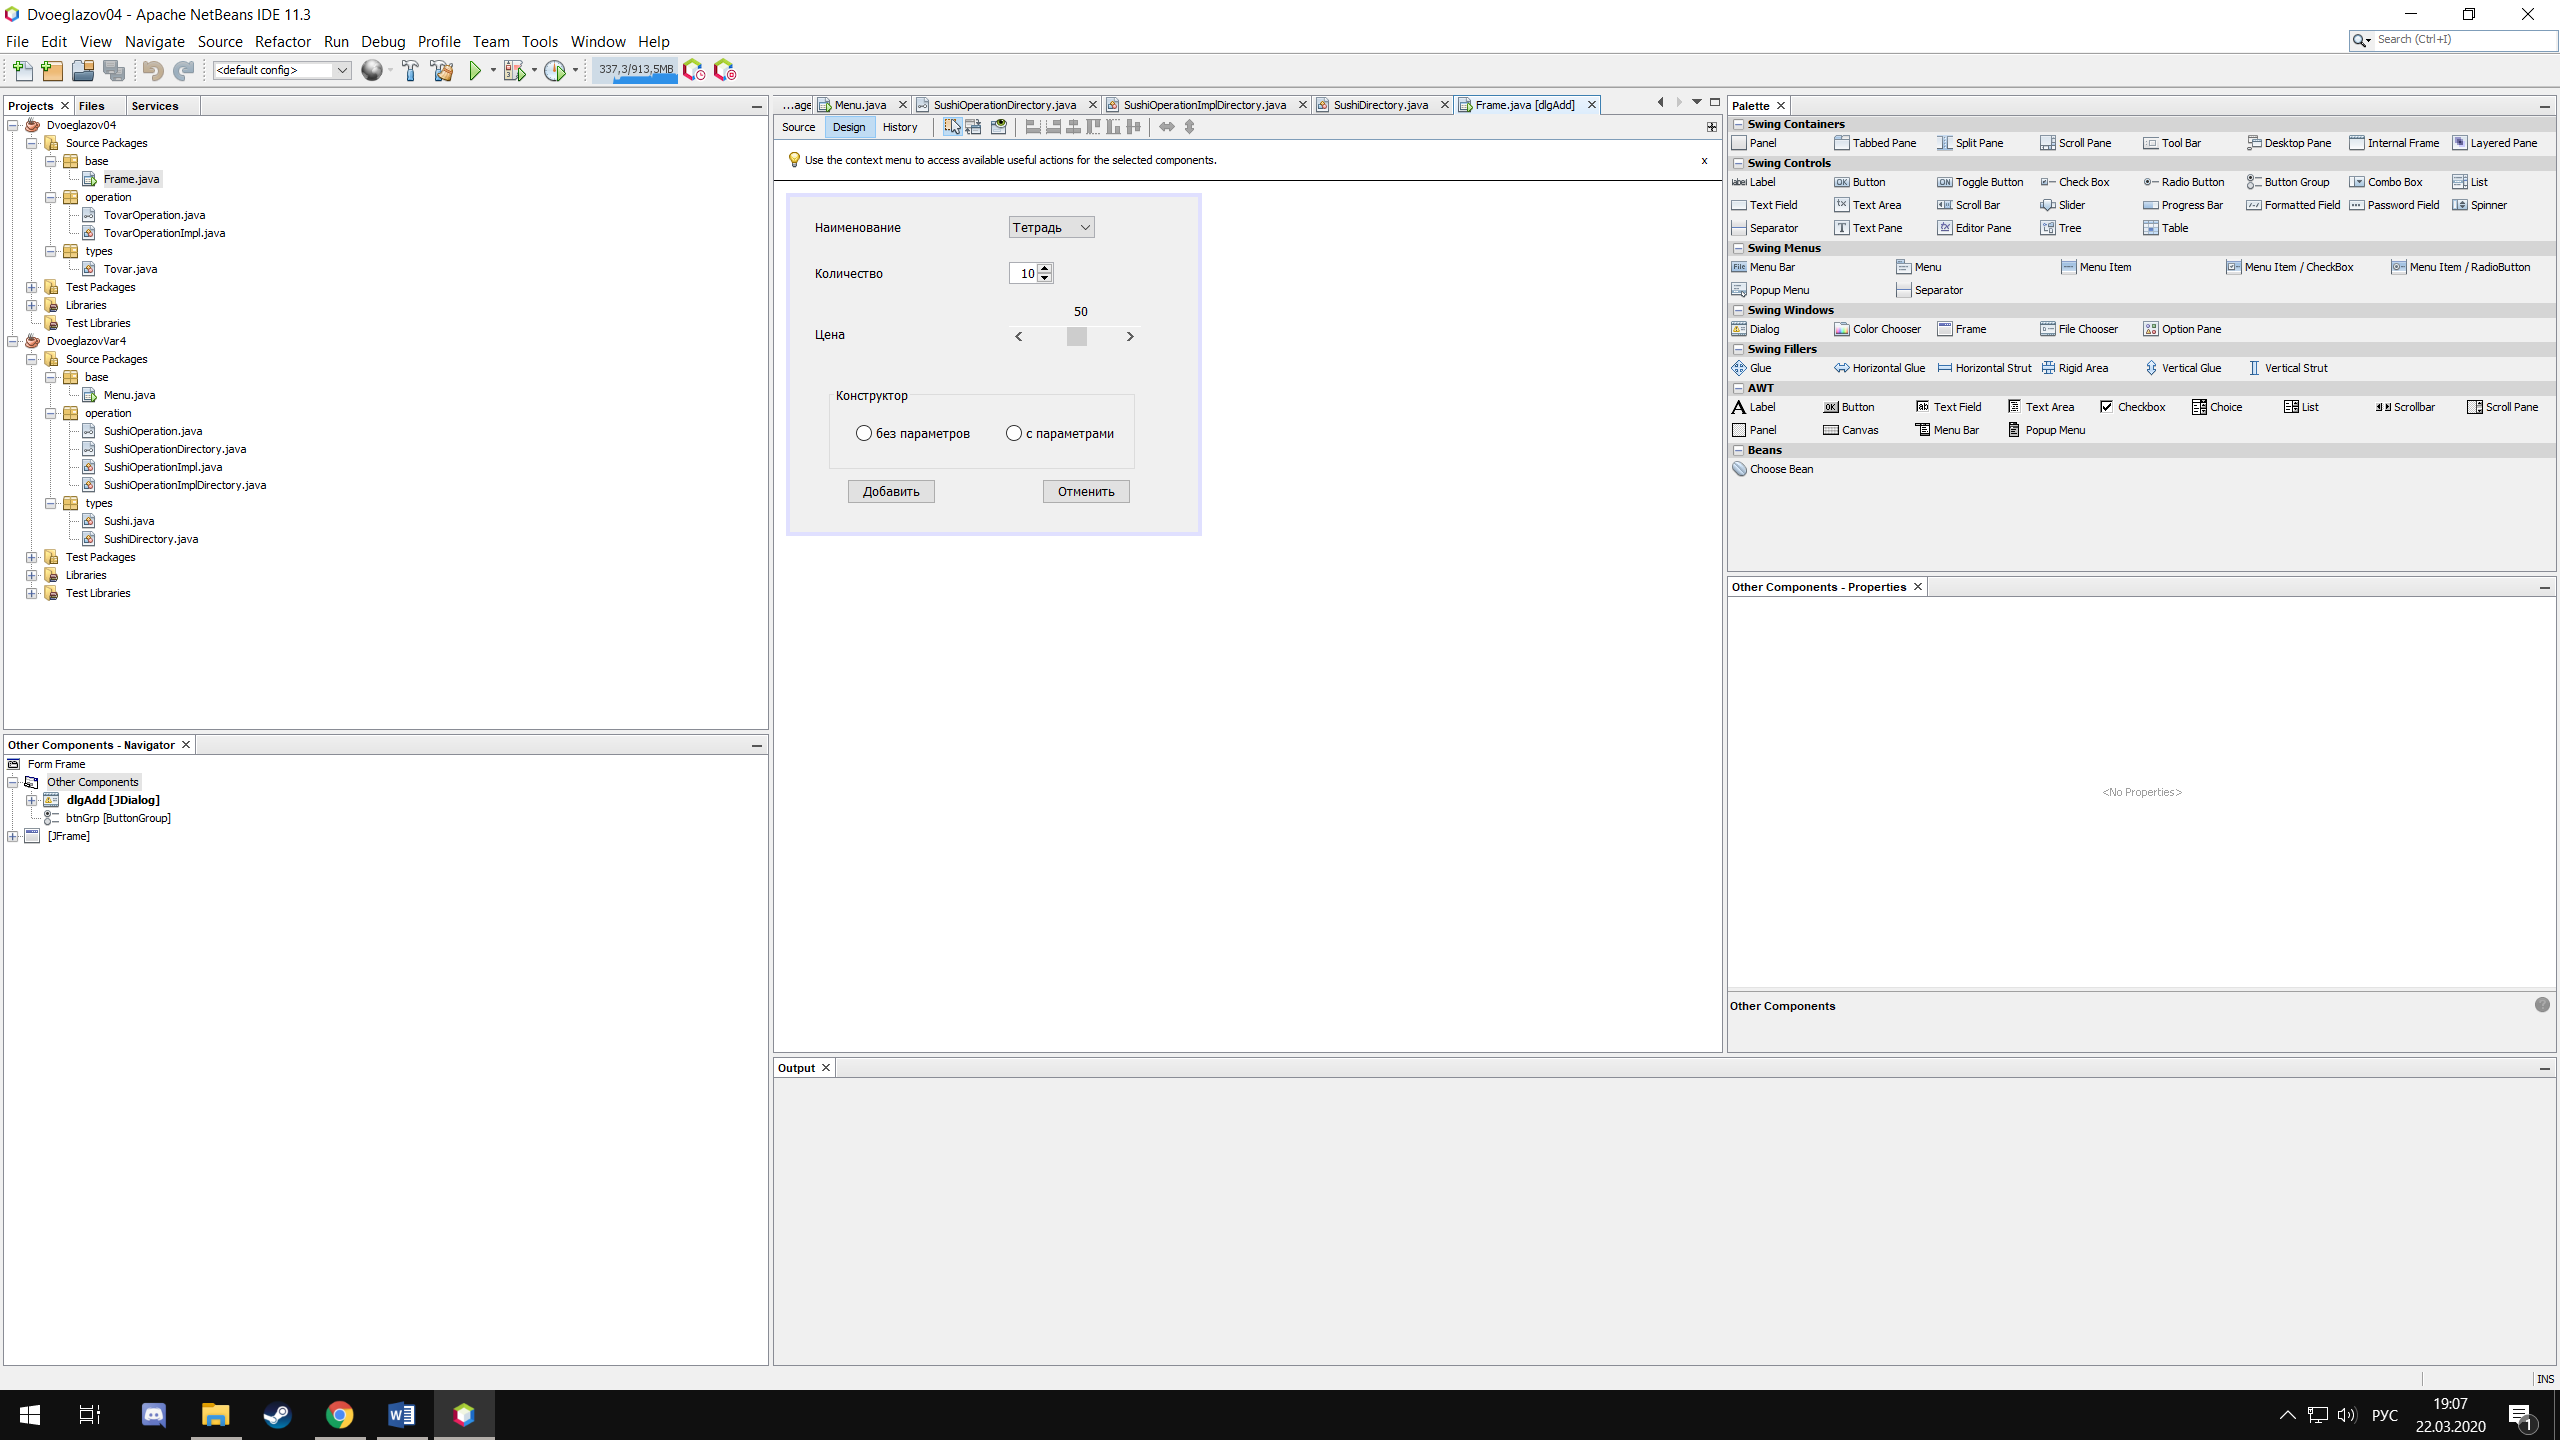 Dvoeglazov04 - Apache NetBeans IDE 11.3
File Edit View Navigate Source Refactor Run Debug Profile Team Tools Window Help
Search (Ctrl+I)
<default config>
337,3/913,5MB
Projects Files Services
Dvoeglazov04
Source Packages
base
Frame.java
operation
TovarOperation.java
TovarOperationImpl.java
types
Tovar.java
Test Packages
Libraries
Test Libraries
DvoeglazovVar4
Source Packages
base
Menu.java
operation
SushiOperation.java
SushiOperationDirectory.java
SushiOperationImpl.java
SushiOperationImplDirectory.java
types
Sushi.java
SushiDirectory.java
Test Packages
Libraries
Test Libraries
Other Components - Navigator
Form Frame
Other Components
dlgAdd [JDialog]
btnGrp [ButtonGroup]
[JFrame]
...age Menu.java SushiOperationDirectory.java SushiOperationImplDirectory.java SushiDirectory.java Frame.java [dlgAdd]
Source Design History
Use the context menu to access available useful actions for the selected components.
x
Наименование Тетрадь
Количество 10
50
Цена
Конструктор
без параметров с параметрами
Добавить Отменить
Output
Palette
Swing Containers
Panel Tabbed Pane Split Pane Scroll Pane Tool Bar Desktop Pane Internal Frame Layered Pane
Swing Controls
label Label OK Button ON Toggle Button Check Box Radio Button Button Group Combo Box List
Text Field Text Area Scroll Bar Slider Progress Bar Formatted Field Password Field Spinner
Separator Text Pane Editor Pane Tree Table
Swing Menus
File Menu Bar Menu Menu Item Menu Item / CheckBox Menu Item / RadioButton
Popup Menu Separator
Swing Windows
Dialog Color Chooser Frame File Chooser Option Pane
Swing Fillers
Glue Horizontal Glue Horizontal Strut Rigid Area Vertical Glue Vertical Strut
AWT
A Label OK Button Text Field Text Area Checkbox Choice List Scrollbar Scroll Pane
Panel Canvas Menu Bar Popup Menu
Beans
Choose Bean
Other Components - Properties
<No Properties>
Other Components
INS
РУС
19:07
22.03.2020
1